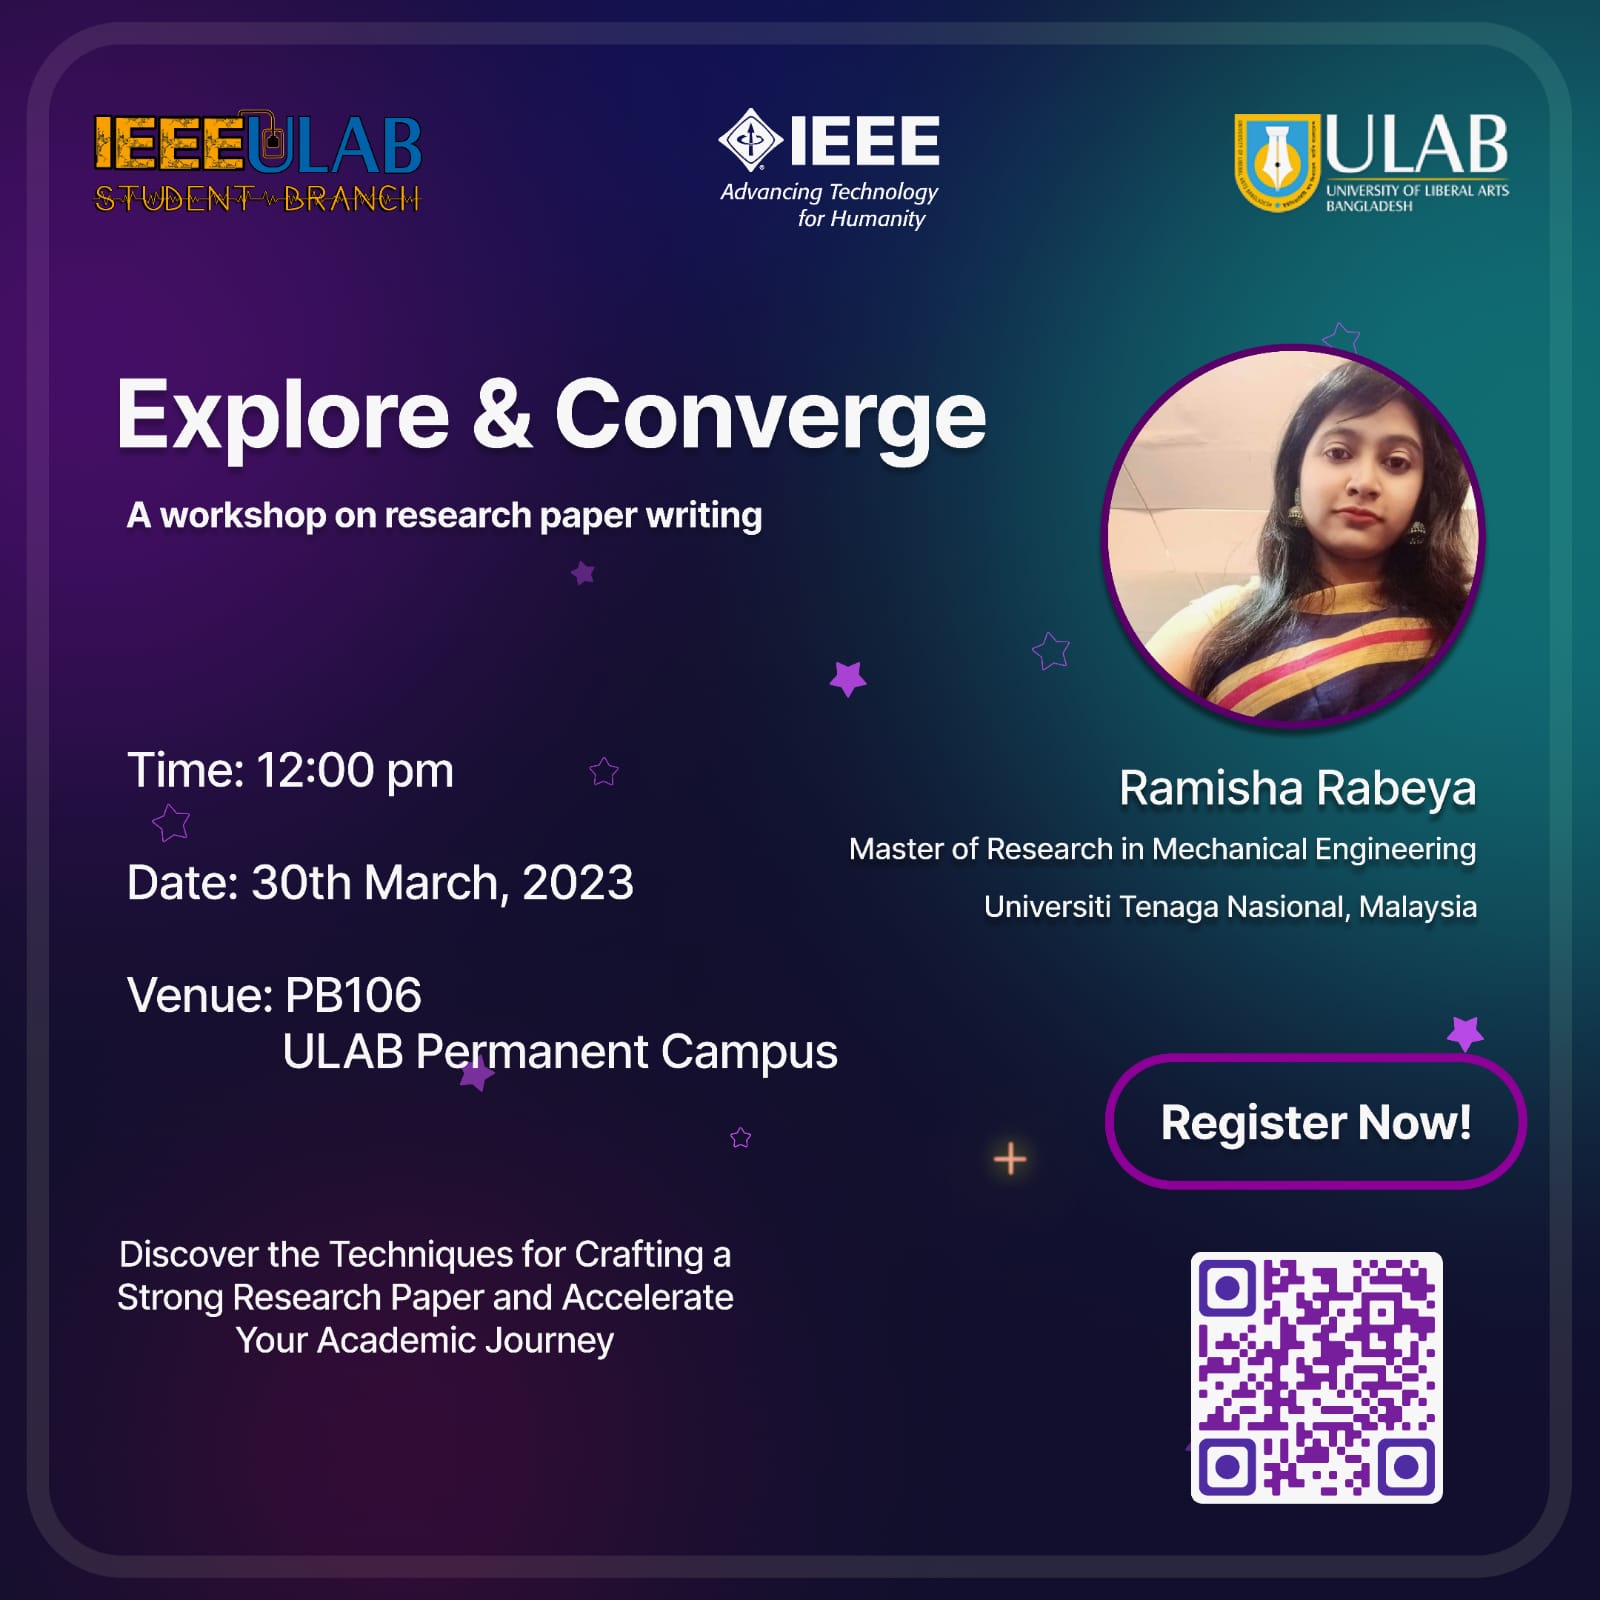 IEEEULAB
STUDENT BRANCH
IEEE
Advancing Technology
for Humanity
ULAB
UNIVERSITY OF LIBERAL ARTS
BANGLADESH
Explore & Converge
A workshop on research paper writing
Time: 12:00 pm
Date: 30th March, 2023
Venue: PB106
ULAB Permanent Campus
Ramisha Rabeya
Master of Research in Mechanical Engineering
Universiti Tenaga Nasional, Malaysia
Register Now!
Discover the Techniques for Crafting a
Strong Research Paper and Accelerate
Your Academic Journey